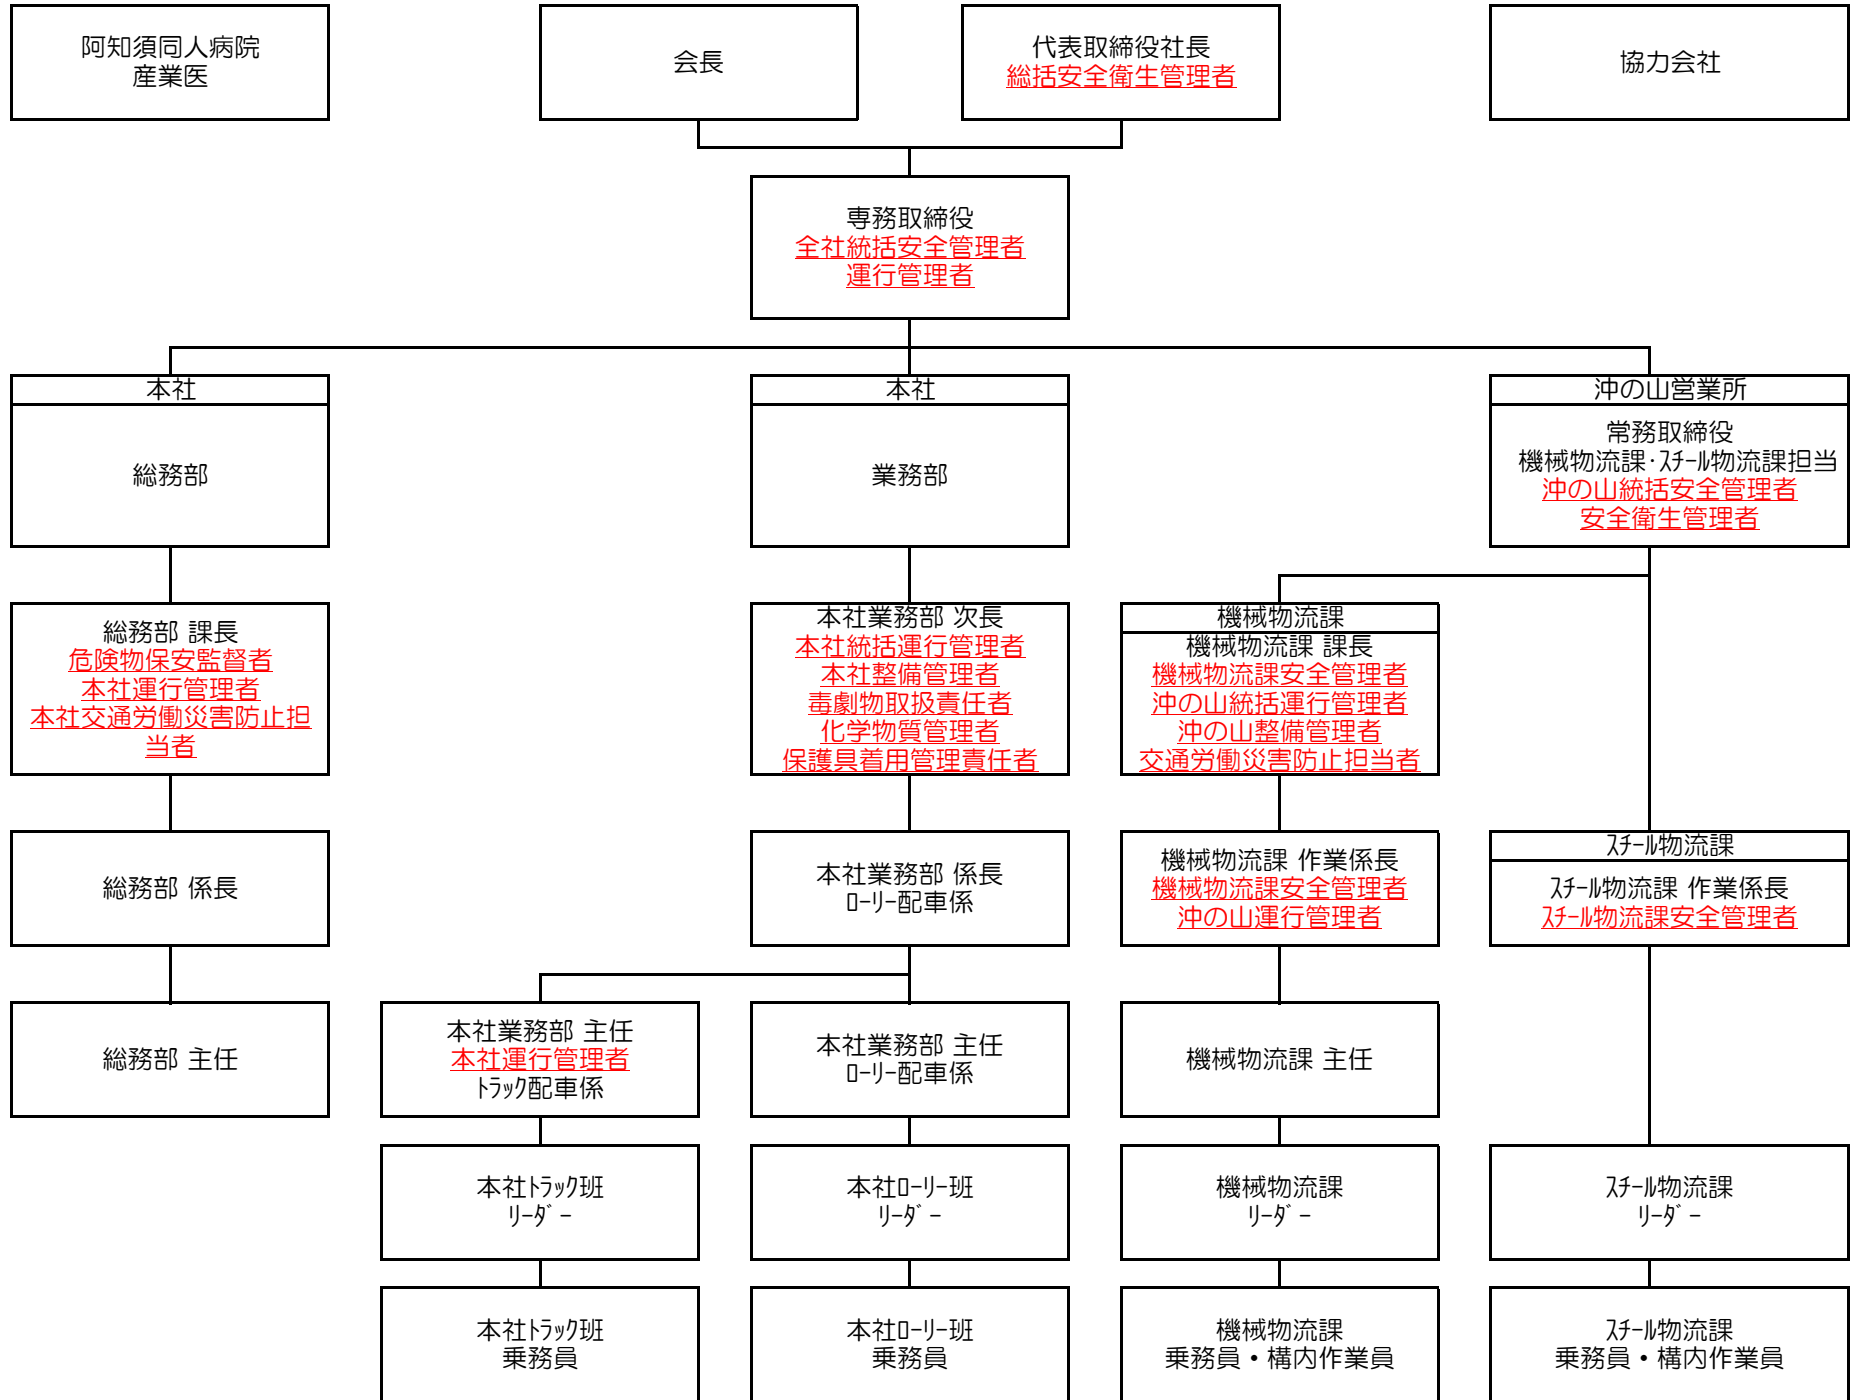 阿知須同人病院
産業医
会長
代表取締役社長
総括安全衛生管理者
協力会社
専務取締役
全社統括安全管理者
運行管理者
本社
総務部
本社
業務部
沖の山営業所
常務取締役
機械物流課･ｽﾁｰﾙ物流課担当
沖の山統括安全管理者
安全衛生管理者
総務部 課長
危険物保安監督者
本社運行管理者
本社交通労働災害防止担
当者
本社業務部 次長
本社統括運行管理者
本社整備管理者
毒劇物取扱責任者
化学物質管理者
保護具着用管理責任者
機械物流課
機械物流課 課長
機械物流課安全管理者
沖の山統括運行管理者
沖の山整備管理者
交通労働災害防止担当者
総務部 係長
本社業務部 係長
ﾛｰﾘｰ配車係
機械物流課 作業係長
機械物流課安全管理者
沖の山運行管理者
ｽﾁｰﾙ物流課
ｽﾁｰﾙ物流課 作業係長
ｽﾁｰﾙ物流課安全管理者
総務部 主任
本社業務部 主任
本社運行管理者
ﾄﾗｯｸ配車係
本社業務部 主任
ﾛｰﾘｰ配車係
機械物流課 主任
本社ﾄﾗｯｸ班
ﾘｰﾀﾞｰ
本社ﾛｰﾘｰ班
ﾘｰﾀﾞｰ
機械物流課
ﾘｰﾀﾞｰ
ｽﾁｰﾙ物流課
ﾘｰﾀﾞｰ
本社ﾄﾗｯｸ班
乗務員
本社ﾛｰﾘｰ班
乗務員
機械物流課
乗務員・構内作業員
ｽﾁｰﾙ物流課
乗務員・構内作業員